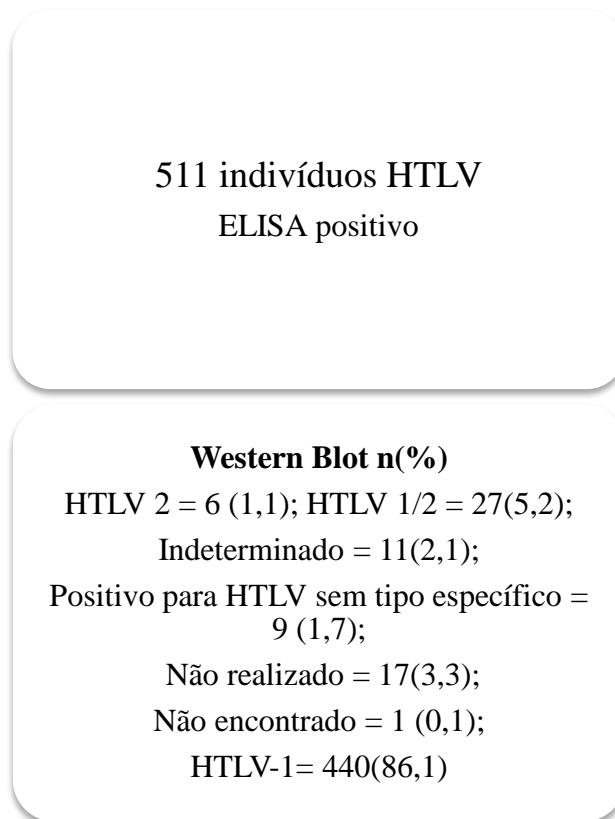 511 indivíduos HTLV
ELISA positivo
Western Blot n(%)
HTLV 2 = 6 (1,1); HTLV 1/2 = 27(5,2);
Indeterminado = 11(2,1);
Positivo para HTLV sem tipo específico =
9 (1,7);
Não realizado = 17(3,3);
Não encontrado = 1 (0,1);
HTLV-1= 440(86,1)